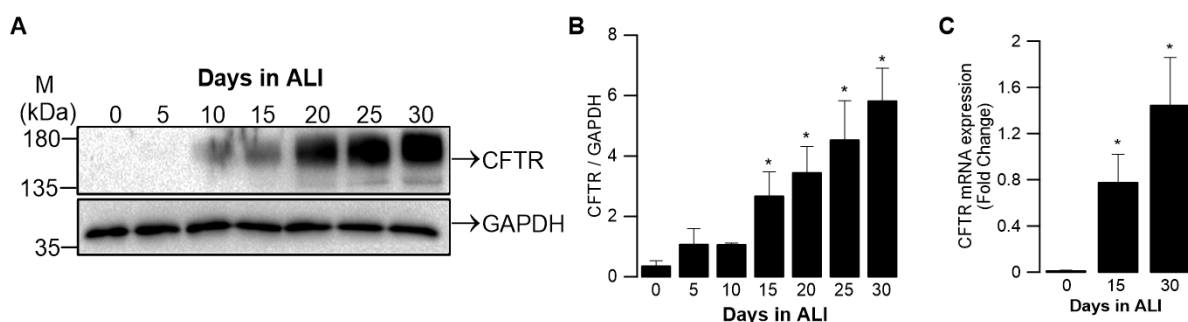 A
Days in ALI
M
(kDa)
0 5 10 15 20 25 30
180
CFTR
135
GAPDH
35
B
8
6
4
2
0
CFTR / GAPDH
* * * *
0 5 10 15 20 25 30
Days in ALI
C
2
1.6
1.2
0.8
0.4
0
CFTR mRNA expression
(Fold Change)
* *
0 15 30
Days in ALI